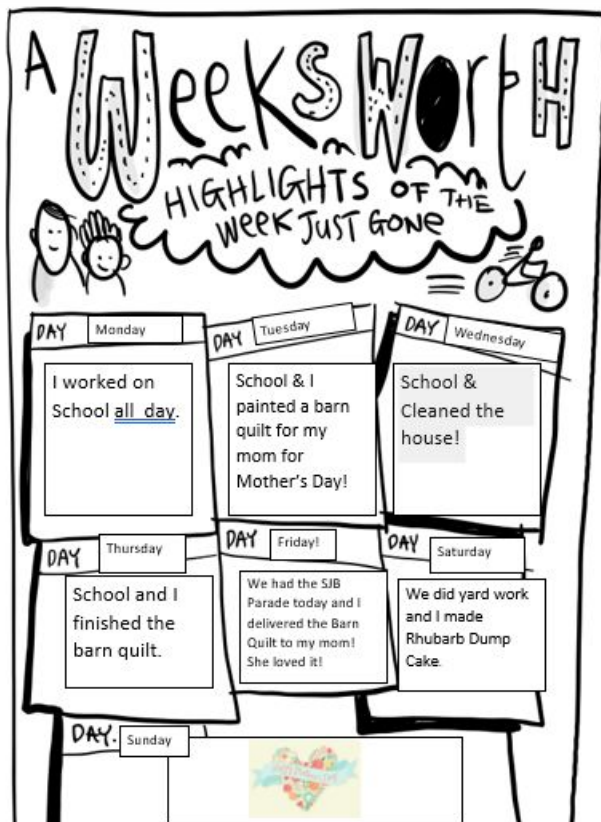 A Weeks Worth
HIGHLIGHTS OF THE
WEEK JUST GONE
DAY Monday
I worked on
School all day.
DAY Tuesday
School & I
painted a barn
quilt for my
mom for
Mother's Day!
DAY Wednesday
School &
Cleaned the
house!
DAY Thursday
School and I
finished the
barn quilt.
DAY Friday!
We had the SJB
Parade today and I
delivered the Barn
Quilt to my mom!
She loved it!
DAY Saturday
We did yard work
and I made
Rhubarb Dump
Cake.
DAY. Sunday